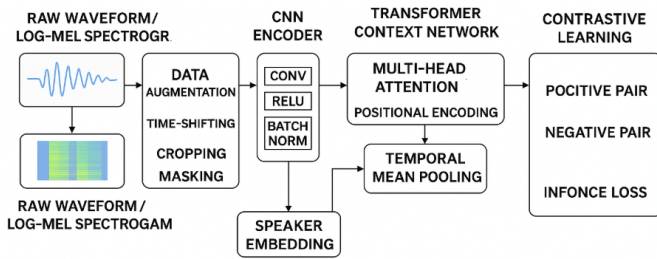 RAW WAVEFORM/
LOG-MEL SPECTROGR.
DATA
AUGMENTATION
TIME-SHIFTING
CROPPING
MASKING
RAW WAVEFORM /
LOG-MEL SPECTROGAM
CNN
ENCODER
CONV
RELU
BATCH
NORM
SPEAKER
EMBEDDING
TRANSFORMER
CONTEXT NETWORK
MULTI-HEAD
ATTENTION
POSITIONAL ENCODING
TEMPORAL
MEAN POOLING
CONTRASTIVE
LEARNING
POCITIVE PAIR
NEGATIVE PAIR
INFONCE LOSS